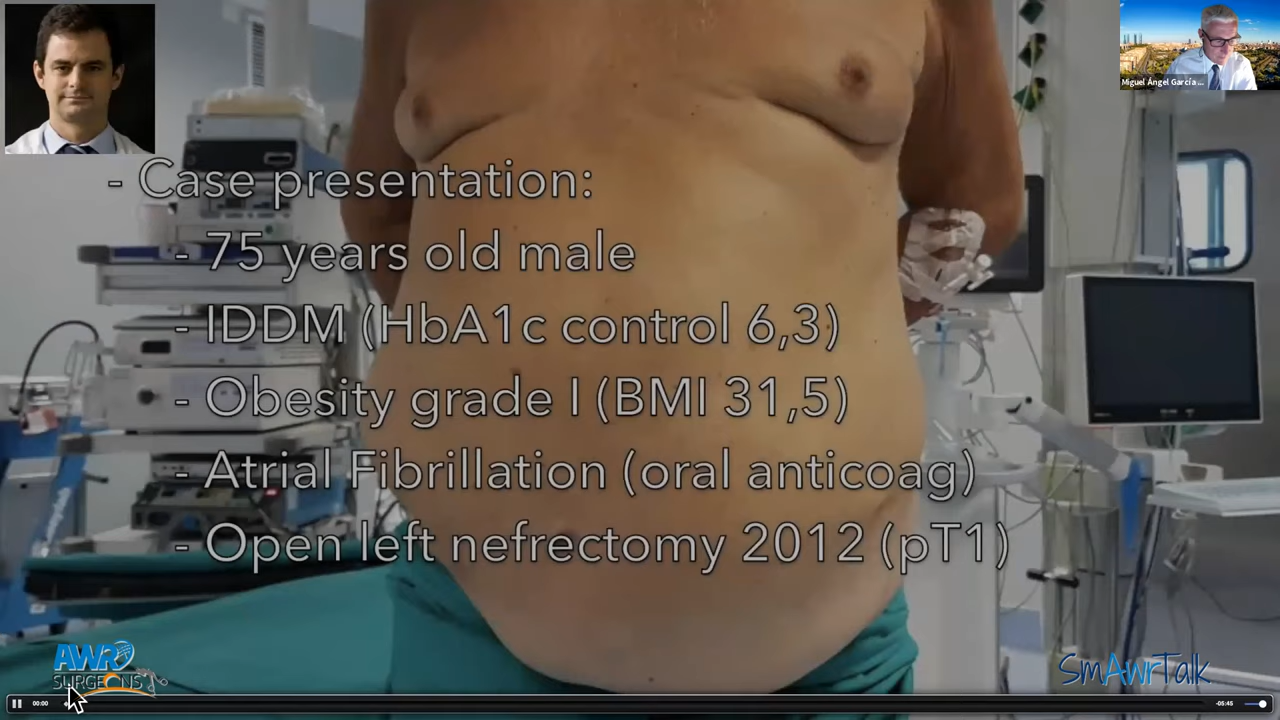 Miguel Ángel García ...
- Case presentation:
- 75 years old male
- IDDM (HbA1c control 6,3)
- Obesity grade I (BMI 31,5)
- Atrial Fibrillation (oral anticoag)
- Open left nefrectomy 2012 (pT1)
AWR
SURGEONS
SmAwrTalk
00:00
-05:45